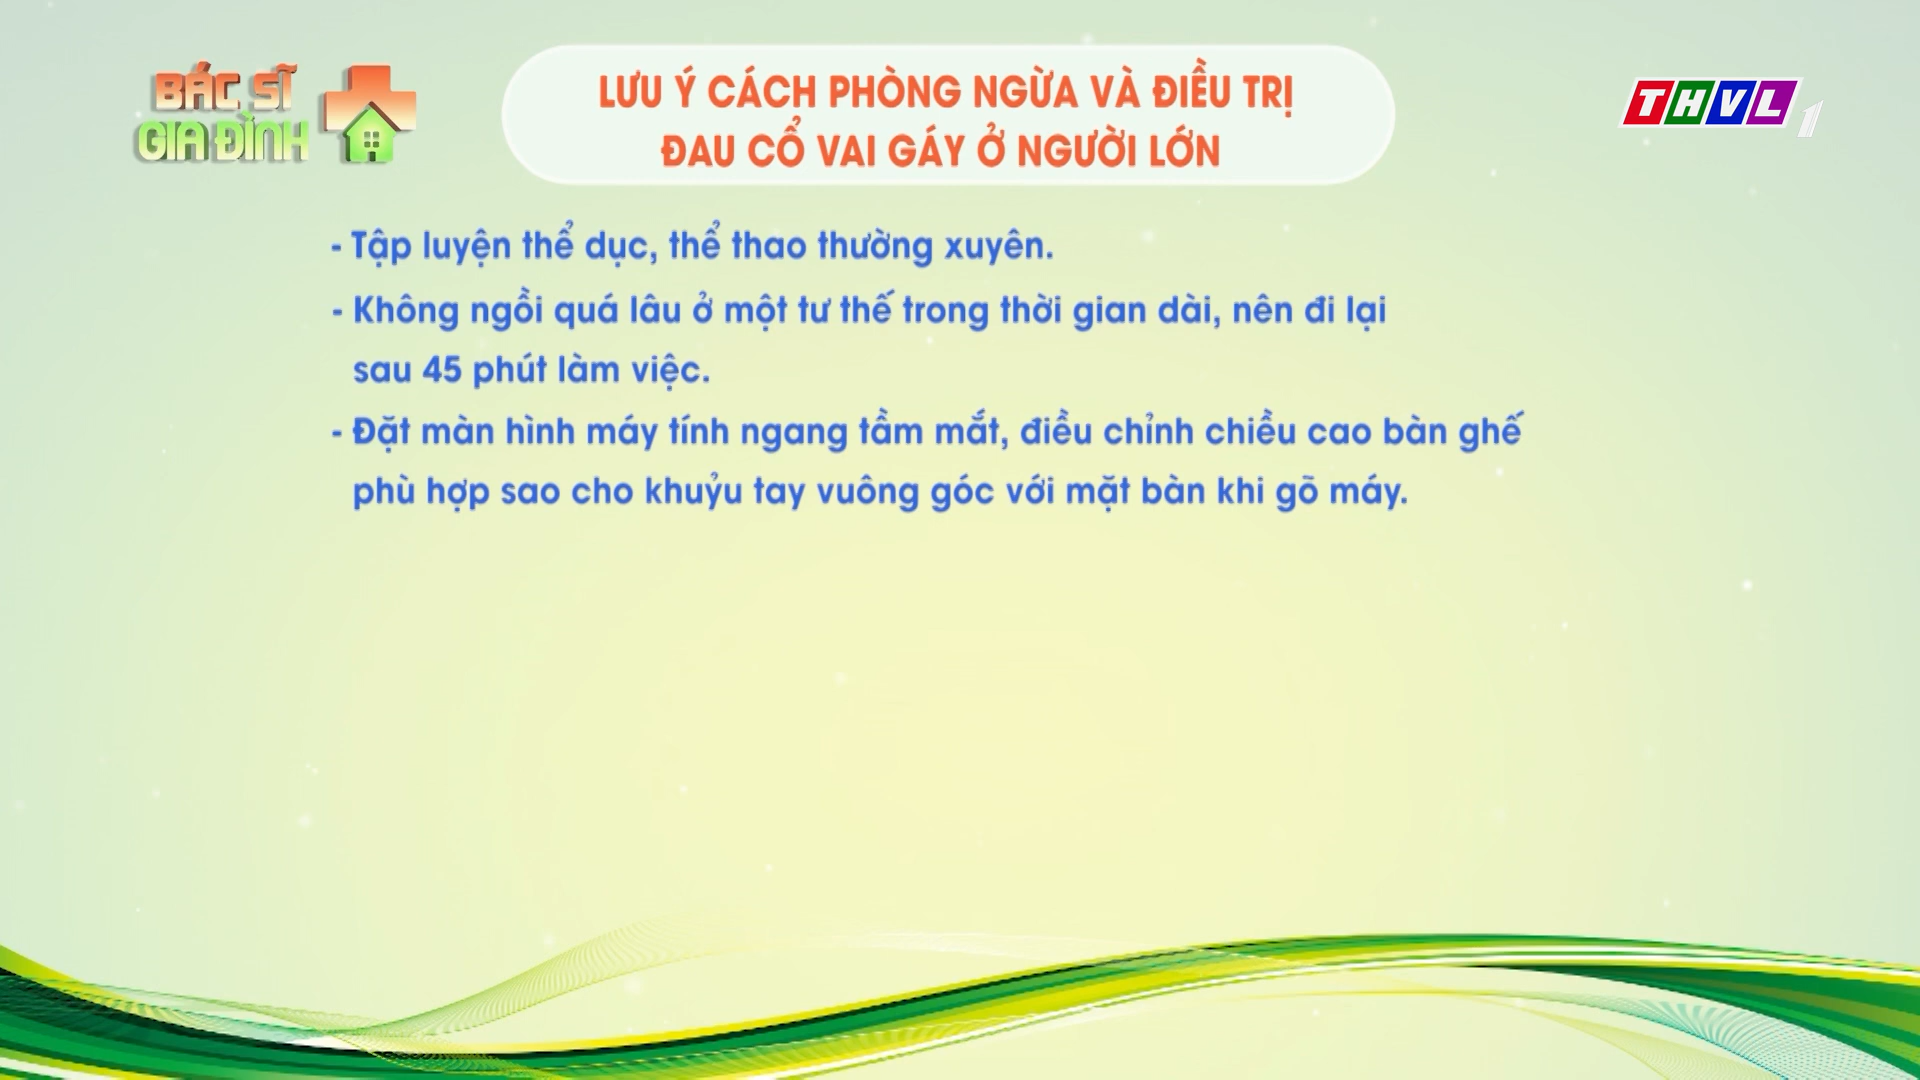 BÁC SĨ
GIA ĐÌNH
LƯU Ý CÁCH PHÒNG NGỪA VÀ ĐIỀU TRỊ
ĐAU CỔ VAI GÁY Ở NGƯỜI LỚN
THVL 1
- Tập luyện thể dục, thể thao thường xuyên.
- Không ngồi quá lâu ở một tư thế trong thời gian dài, nên đi lại
sau 45 phút làm việc.
- Đặt màn hình máy tính ngang tầm mắt, điều chỉnh chiều cao bàn ghế
phù hợp sao cho khuỷu tay vuông góc với mặt bàn khi gõ máy.